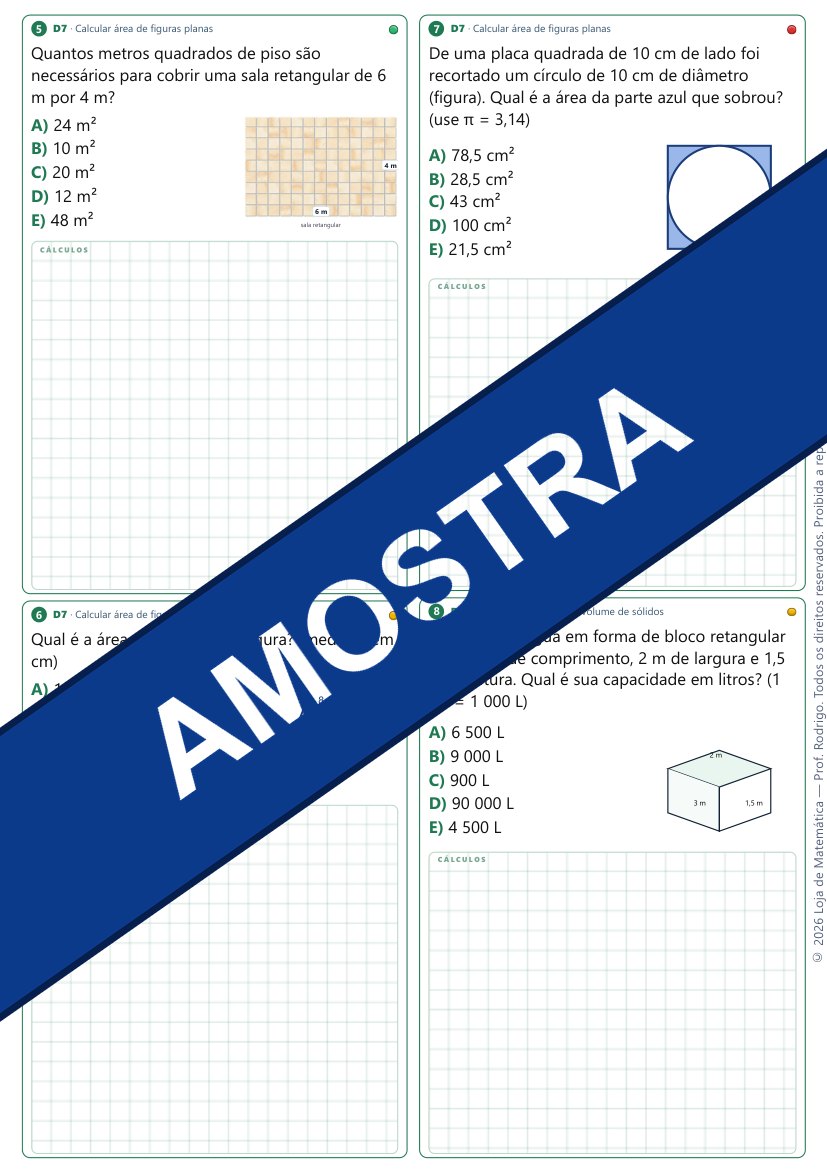 5 D7 · Calcular área de figuras planas
Quantos metros quadrados de piso são
necessários para cobrir uma sala retangular de 6
m por 4 m?
A) 24 m²
B) 10 m²
C) 20 m²
D) 12 m²
E) 48 m²
4 m
6 m
sala retangular
CÁLCULOS
7 D7 · Calcular área de figuras planas
De uma placa quadrada de 10 cm de lado foi
recortado um círculo de 10 cm de diâmetro
(figura). Qual é a área da parte azul que sobrou?
(use π = 3,14)
A) 78,5 cm²
B) 28,5 cm²
C) 43 cm²
D) 100 cm²
E) 21,5 cm²
CÁLCULOS
AMOSTRA
6 D7 · Calcular área de
Qual é a área em
cm)
A)
8 volume de sólidos
em forma de bloco retangular
de comprimento, 2 m de largura e 1,5
Qual é sua capacidade em litros? (1
= 1 000 L)
A) 6 500 L
B) 9 000 L
C) 900 L
D) 90 000 L
E) 4 500 L
2 m
3 m
1,5 m
CÁLCULOS
© 2026 Loja de Matemática — Prof. Rodrigo. Todos os direitos reservados. Proibida a